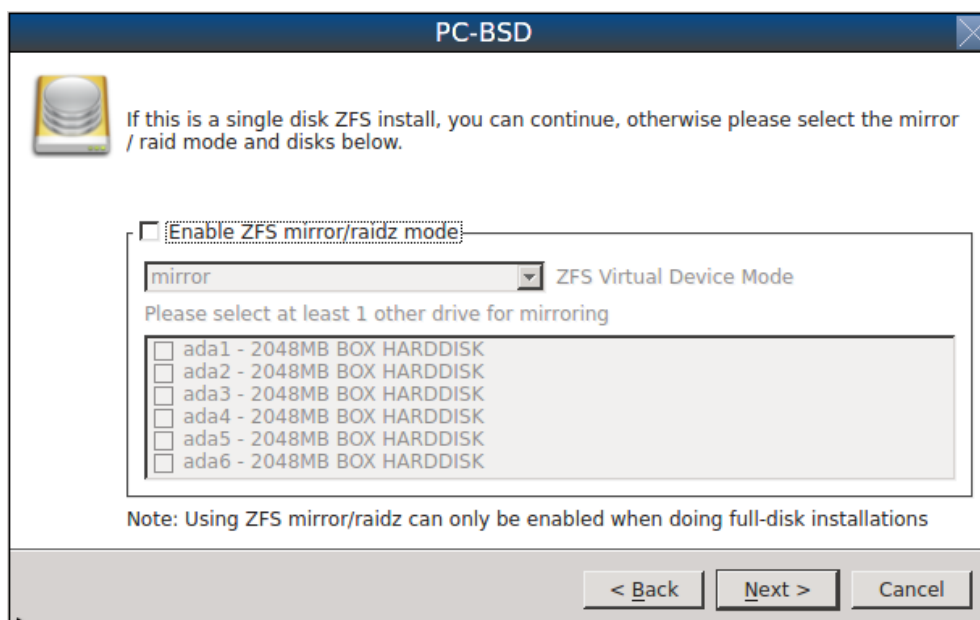 PC-BSD
If this is a single disk ZFS install, you can continue, otherwise please select the mirror
/ raid mode and disks below.
Enable ZFS mirror/raidz mode
mirror
ZFS Virtual Device Mode
Please select at least 1 other drive for mirroring
ada1 - 2048MB BOX HARDDISK
ada2 - 2048MB BOX HARDDISK
ada3 - 2048MB BOX HARDDISK
ada4 - 2048MB BOX HARDDISK
ada5 - 2048MB BOX HARDDISK
ada6 - 2048MB BOX HARDDISK
Note: Using ZFS mirror/raidz can only be enabled when doing full-disk installations
< Back
Next >
Cancel